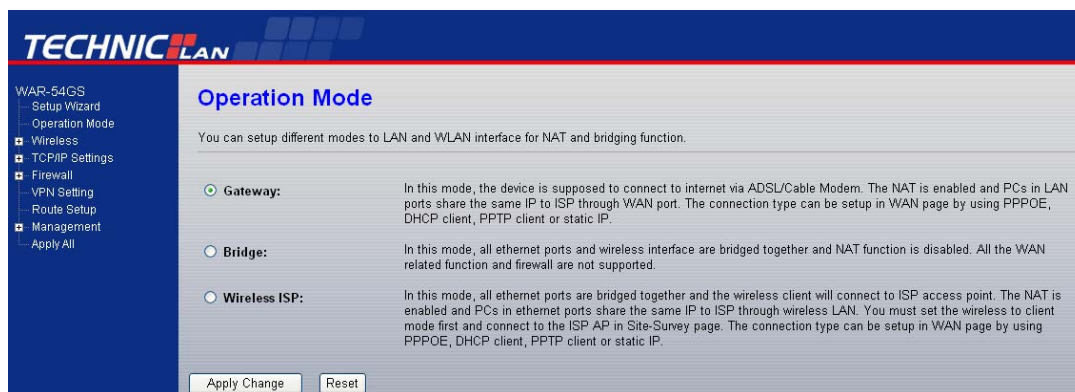 TECHNIC LAN
WAR-54GS
Setup Wizard
Operation Mode
Wireless
TCP/IP Settings
Firewall
VPN Setting
Route Setup
Management
Apply All
Operation Mode
You can setup different modes to LAN and WLAN interface for NAT and bridging function.
Gateway:
In this mode, the device is supposed to connect to internet via ADSL/Cable Modem. The NAT is enabled and PCs in LAN
ports share the same IP to ISP through WAN port. The connection type can be setup in WAN page by using PPPOE,
DHCP client, PPTP client or static IP.
Bridge:
In this mode, all ethernet ports and wireless interface are bridged together and NAT function is disabled. All the WAN
related function and firewall are not supported.
Wireless ISP:
In this mode, all ethernet ports are bridged together and the wireless client will connect to ISP access point. The NAT is
enabled and PCs in ethernet ports share the same IP to ISP through wireless LAN. You must set the wireless to client
mode first and connect to the ISP AP in Site-Survey page. The connection type can be setup in WAN page by using
PPPOE, DHCP client, PPTP client or static IP.
Apply Change
Reset